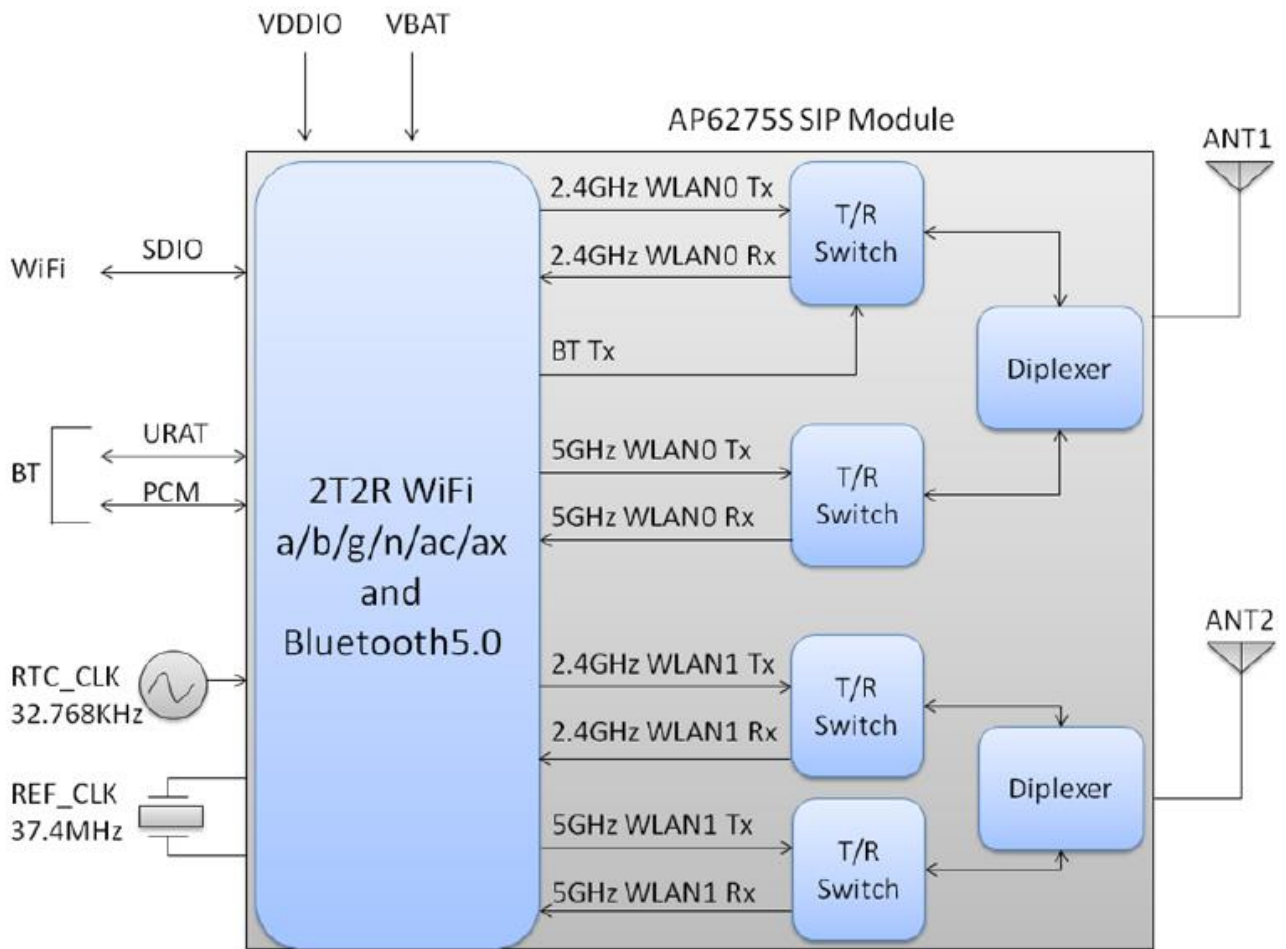 VDDIO VBAT
AP6275S SIP Module
ANT1
2.4GHz WLAN0 Tx
T/R
Switch
SDIO
WiFi
2.4GHz WLAN0 Rx
BT Tx
Diplexer
URAT
BT
PCM
5GHz WLAN0 Tx
T/R
Switch
5GHz WLAN0 Rx
2T2R WiFi
a/b/g/n/ac/ax
and
Bluetooth5.0
ANT2
RTC_CLK
32.768KHz
2.4GHz WLAN1 Tx
T/R
Switch
2.4GHz WLAN1 Rx
Diplexer
REF_CLK
37.4MHz
5GHz WLAN1 Tx
T/R
Switch
5GHz WLAN1 Rx